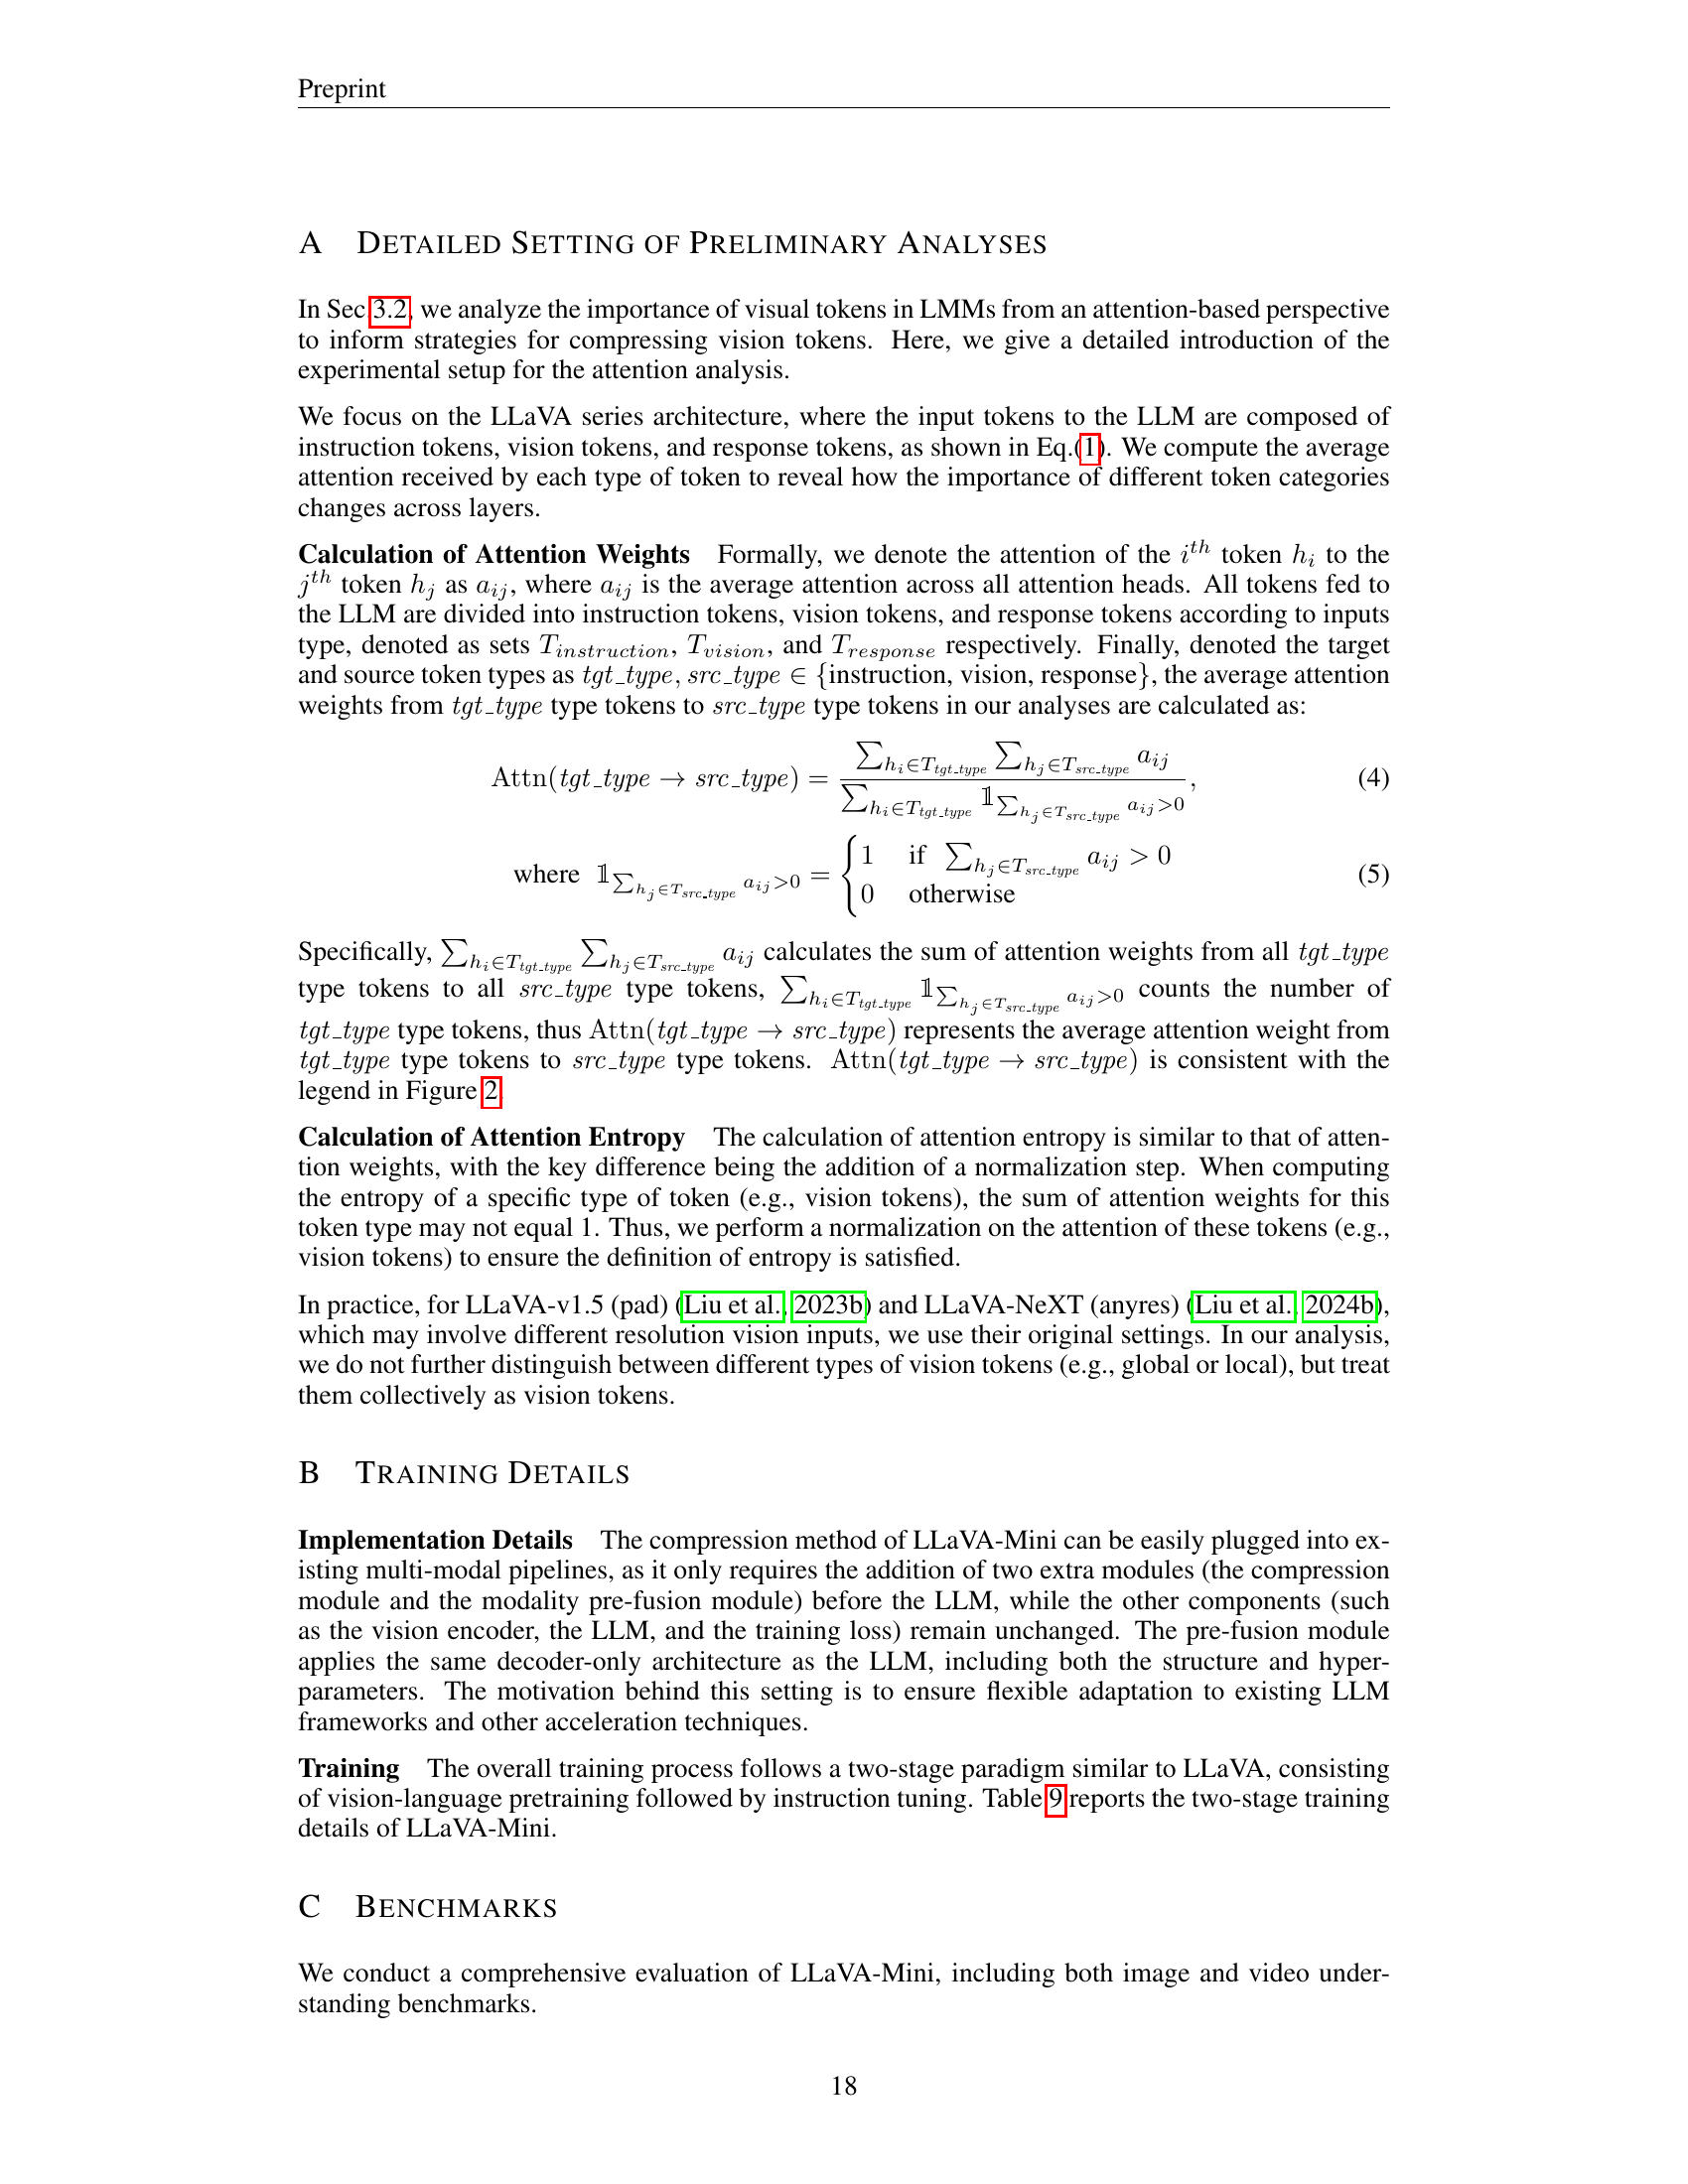 Preprint
A DETAILED SETTING OF PRELIMINARY ANALYSES
In Sec.3.2, we analyze the importance of visual tokens in LMMs from an attention-based perspective
to inform strategies for compressing vision tokens. Here, we give a detailed introduction of the
experimental setup for the attention analysis.
We focus on the LLaVA series architecture, where the input tokens to the LLM are composed of
instruction tokens, vision tokens, and response tokens, as shown in Eq.(1). We compute the average
attention received by each type of token to reveal how the importance of different token categories
changes across layers.
Calculation of Attention Weights Formally, we denote the attention of the $i^{th}$ token $h_i$ to the
$j^{th}$ token $h_j$ as $a_{ij}$, where $a_{ij}$ is the average attention across all attention heads. All tokens fed to
the LLM are divided into instruction tokens, vision tokens, and response tokens according to inputs
type, denoted as sets $T_{instruction}$, $T_{vision}$, and $T_{response}$ respectively. Finally, denoted the target
and source token types as $tgt\_type, src\_type \in$ {instruction, vision, response}, the average attention
weights from $tgt\_type$ type tokens to $src\_type$ type tokens in our analyses are calculated as:
$\mathrm{Attn}(tgt\_type \to src\_type) = \frac{\sum_{h_i \in T_{tgt\_type}} \sum_{h_j \in T_{src\_type}} a_{ij}}{\sum_{h_i \in T_{tgt\_type}} \mathbb{1}_{\sum_{h_j \in T_{src\_type}} a_{ij} > 0}},$ (4)
where $\mathbb{1}_{\sum_{h_j \in T_{src\_type}} a_{ij} > 0} = \begin{cases} 1 & \text{if } \sum_{h_j \in T_{src\_type}} a_{ij} > 0 \\ 0 & \text{otherwise} \end{cases}$ (5)
Specifically, $\sum_{h_i \in T_{tgt\_type}} \sum_{h_j \in T_{src\_type}} a_{ij}$ calculates the sum of attention weights from all $tgt\_type$
type tokens to all $src\_type$ type tokens, $\sum_{h_i \in T_{tgt\_type}} \mathbb{1}_{\sum_{h_j \in T_{src\_type}} a_{ij} > 0}$ counts the number of
$tgt\_type$ type tokens, thus $\mathrm{Attn}(tgt\_type \to src\_type)$ represents the average attention weight from
$tgt\_type$ type tokens to $src\_type$ type tokens. $\mathrm{Attn}(tgt\_type \to src\_type)$ is consistent with the
legend in Figure 2.
Calculation of Attention Entropy The calculation of attention entropy is similar to that of atten-
tion weights, with the key difference being the addition of a normalization step. When computing
the entropy of a specific type of token (e.g., vision tokens), the sum of attention weights for this
token type may not equal 1. Thus, we perform a normalization on the attention of these tokens (e.g.,
vision tokens) to ensure the definition of entropy is satisfied.
In practice, for LLaVA-v1.5 (pad) (Liu et al., 2023b) and LLaVA-NeXT (anyres) (Liu et al., 2024b),
which may involve different resolution vision inputs, we use their original settings. In our analysis,
we do not further distinguish between different types of vision tokens (e.g., global or local), but treat
them collectively as vision tokens.
B TRAINING DETAILS
Implementation Details The compression method of LLaVA-Mini can be easily plugged into ex-
isting multi-modal pipelines, as it only requires the addition of two extra modules (the compression
module and the modality pre-fusion module) before the LLM, while the other components (such
as the vision encoder, the LLM, and the training loss) remain unchanged. The pre-fusion module
applies the same decoder-only architecture as the LLM, including both the structure and hyper-
parameters. The motivation behind this setting is to ensure flexible adaptation to existing LLM
frameworks and other acceleration techniques.
Training The overall training process follows a two-stage paradigm similar to LLaVA, consisting
of vision-language pretraining followed by instruction tuning. Table 9 reports the two-stage training
details of LLaVA-Mini.
C BENCHMARKS
We conduct a comprehensive evaluation of LLaVA-Mini, including both image and video under-
standing benchmarks.
18